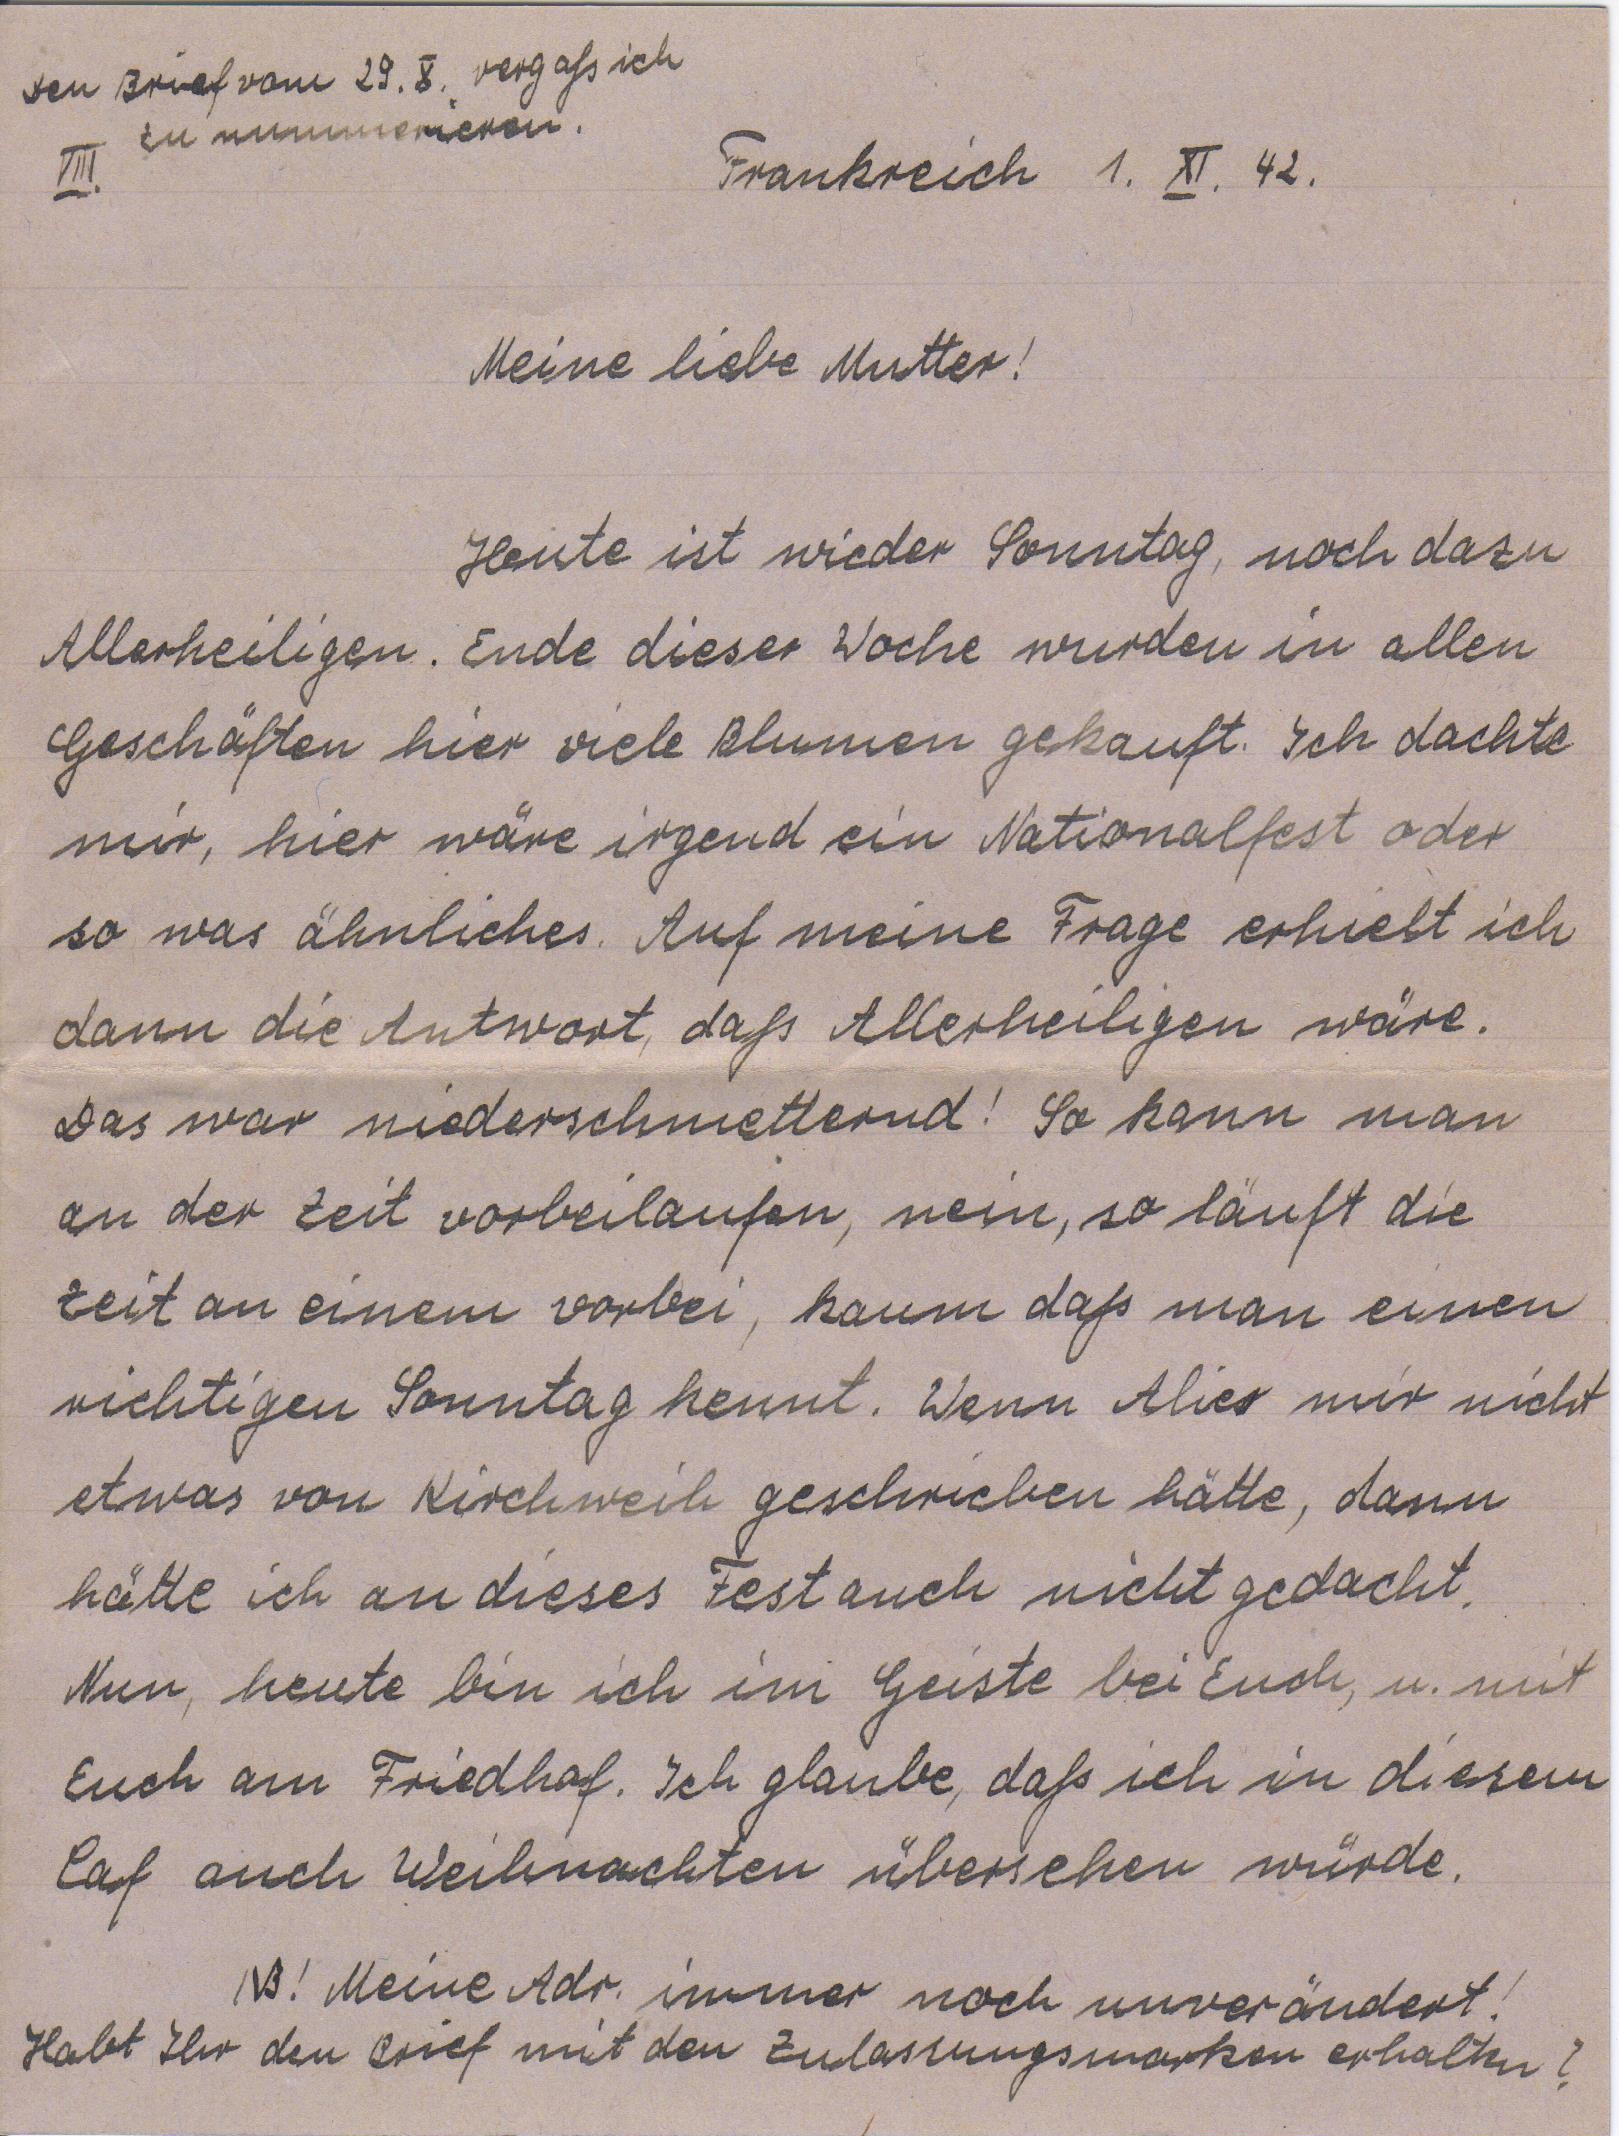 Den Brief vom 29. X. vergaß ich
zu nummerieren.
VIII.
Frankreich 1. XI. 42.
Meine liebe Mutter!
Heute ist wieder Sonntag, noch dazu
Allerheiligen. Ende dieser Woche wurden in allen
Geschäften hier viele Blumen gekauft. Ich dachte
mir, hier wäre irgend ein Nationalfest oder
so was ähnliches. Auf meine Frage erhielt ich
dann die Antwort, daß Allerheiligen wäre.
Das war niederschmetternd! So kann man
an der Zeit vorbeilaufen, nein, so läuft die
Zeit an einem vorbei, kaum daß man einen
richtigen Sonntag kennt. Wenn mir nicht
etwas von Kirchweih geschrieben hätte, dann
hätte ich an dieses Fest auch nicht gedacht.
Nun, heute bin ich im Geiste bei Euch, u. mit
Euch am Friedhof. Ich glaube, daß ich in diesem
Caf auch Weihnachten übersehen würde.
NB! Meine Adr. immer noch unverändert!
Habt Ihr den Brief mit den Zulassungsmarken erhalten?